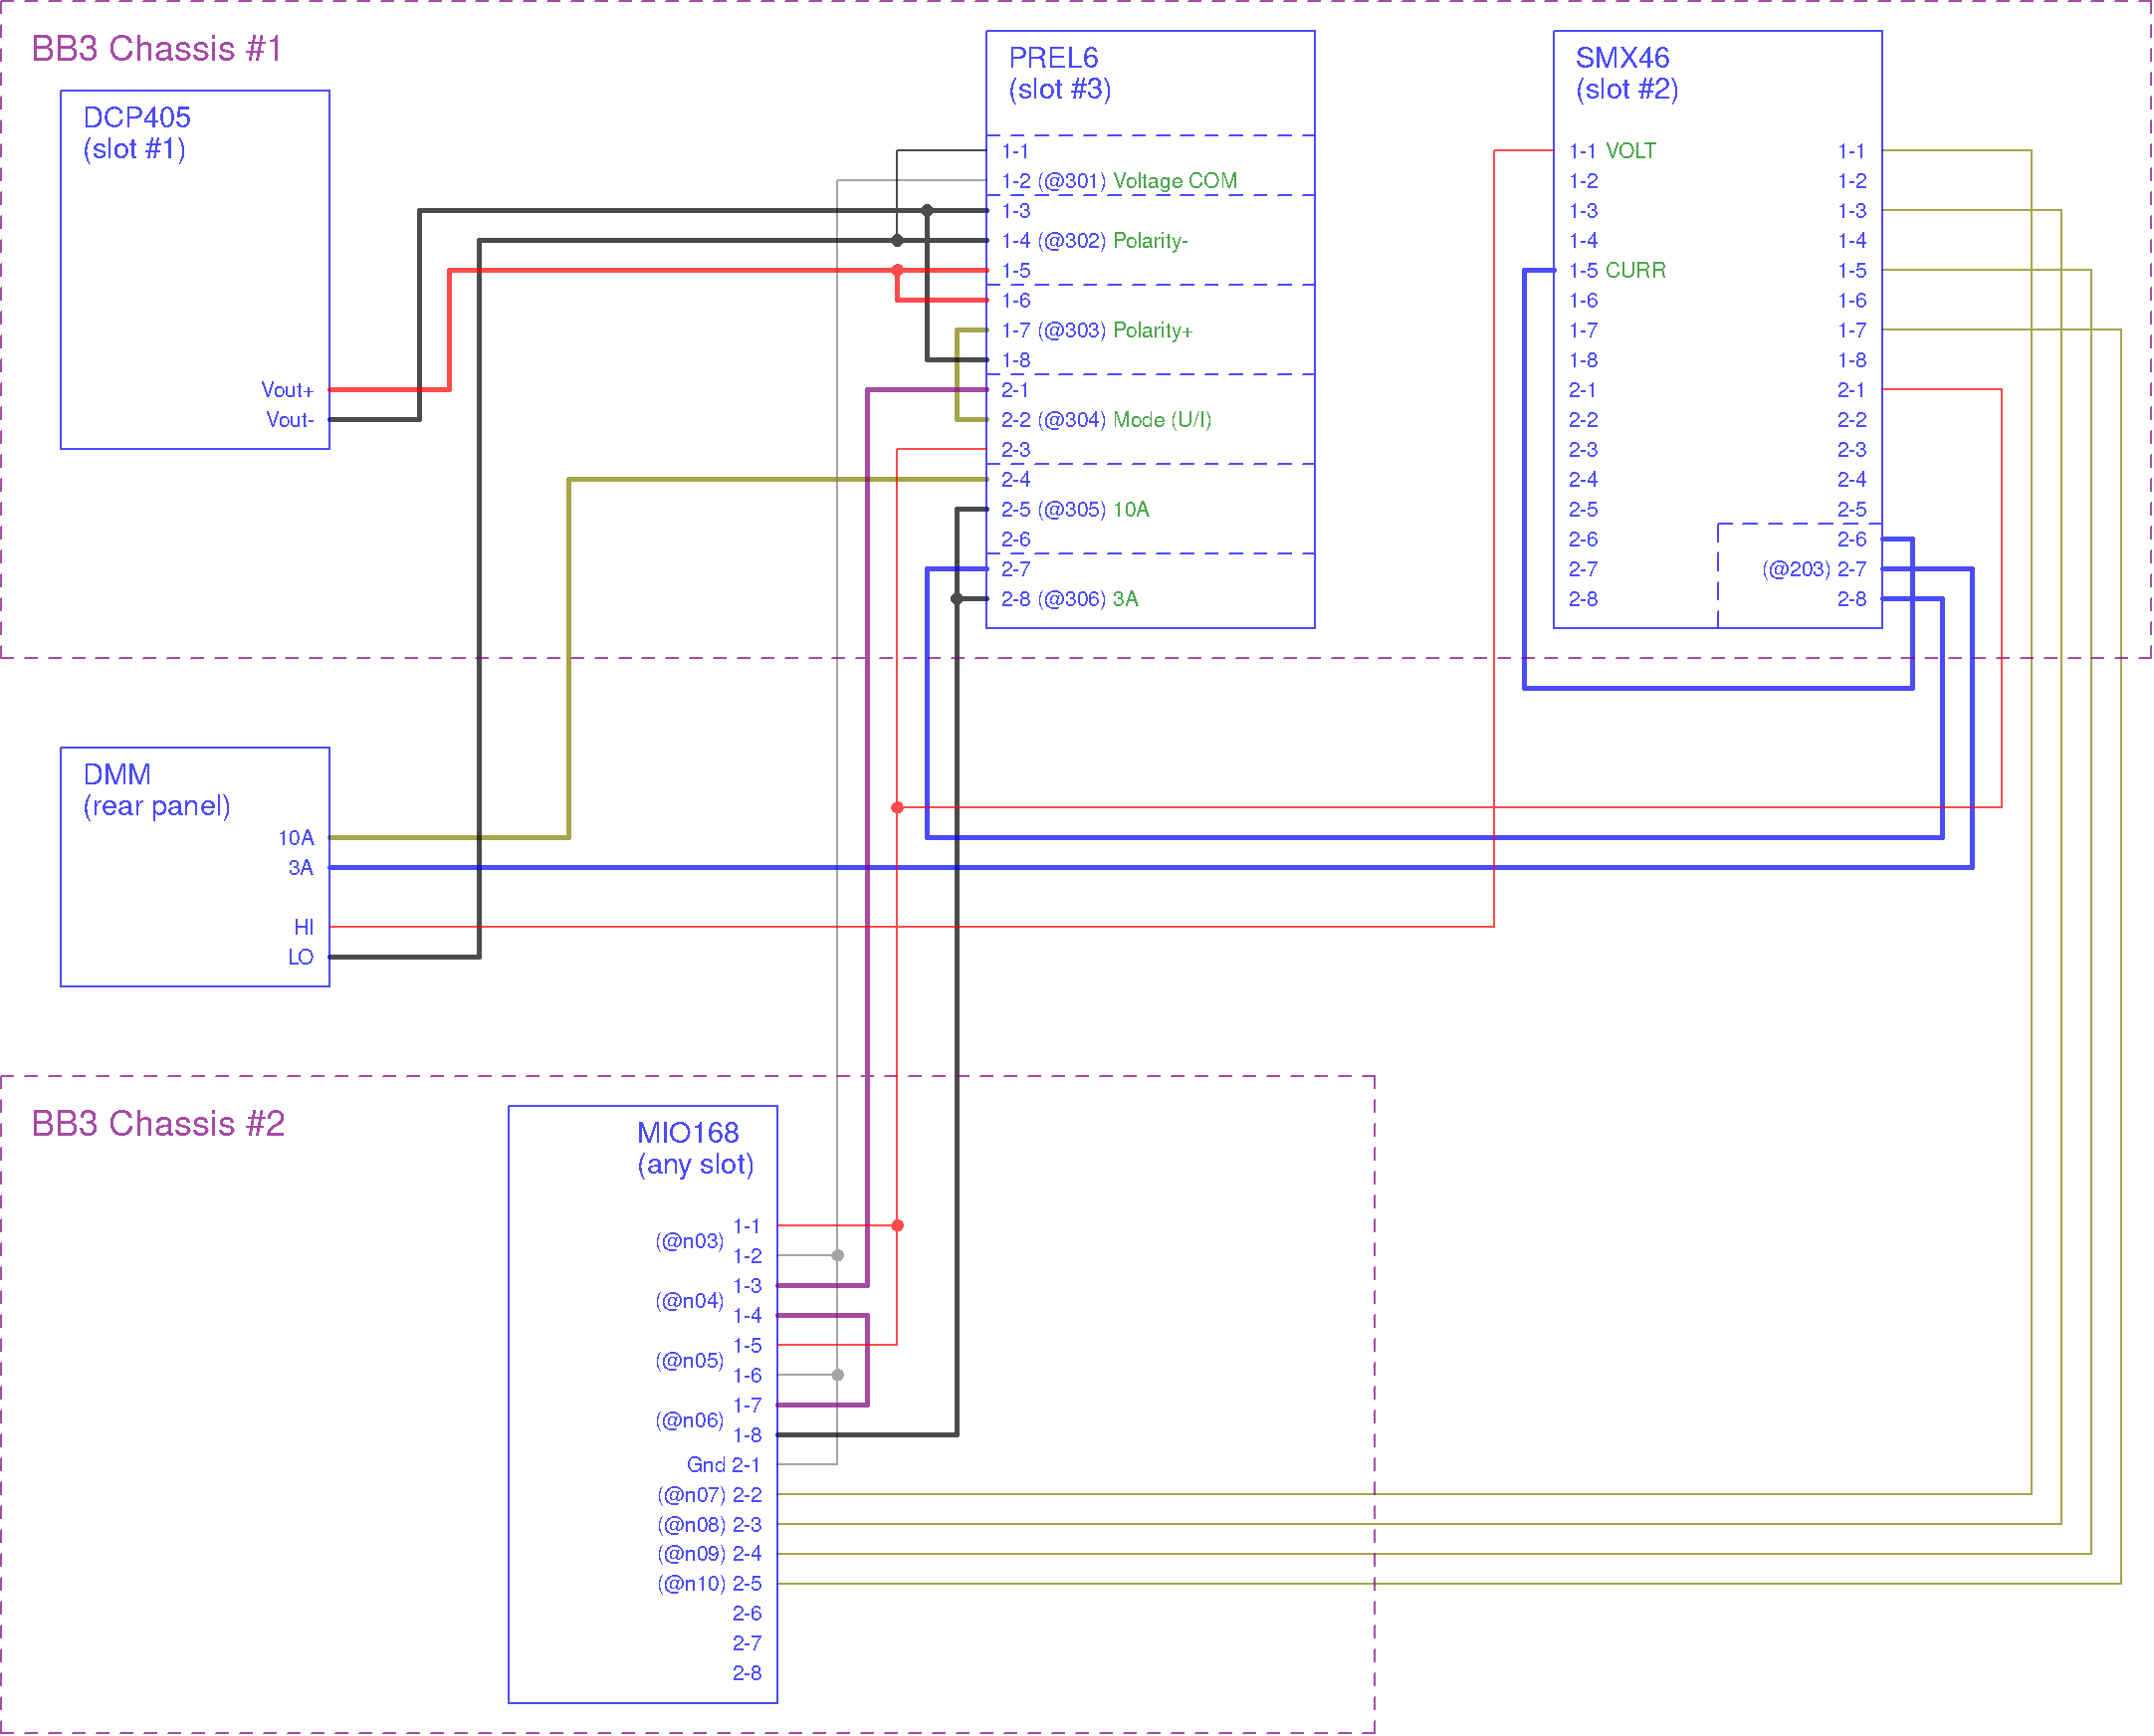 BB3 Chassis #1
DCP405
(slot #1)
Vout+
Vout-
PREL6
(slot #3)
1-1
1-2 (@301) Voltage COM
1-3
1-4 (@302) Polarity-
1-5
1-6
1-7 (@303) Polarity+
1-8
2-1
2-2 (@304) Mode (U/I)
2-3
2-4
2-5 (@305) 10A
2-6
2-7
2-8 (@306) 3A
SMX46
(slot #2)
1-1 VOLT 1-1
1-2 1-2
1-3 1-3
1-4 1-4
1-5 CURR 1-5
1-6 1-6
1-7 1-7
1-8 1-8
2-1 2-1
2-2 2-2
2-3 2-3
2-4 2-4
2-5 2-5
2-6 2-6
2-7 (@203) 2-7
2-8 2-8
DMM
(rear panel)
10A
3A
HI
LO
BB3 Chassis #2
MIO168
(any slot)
1-1
(@n03)
1-2
1-3
(@n04)
1-4
1-5
(@n05)
1-6
1-7
(@n06)
1-8
Gnd 2-1
(@n07) 2-2
(@n08) 2-3
(@n09) 2-4
(@n10) 2-5
2-6
2-7
2-8